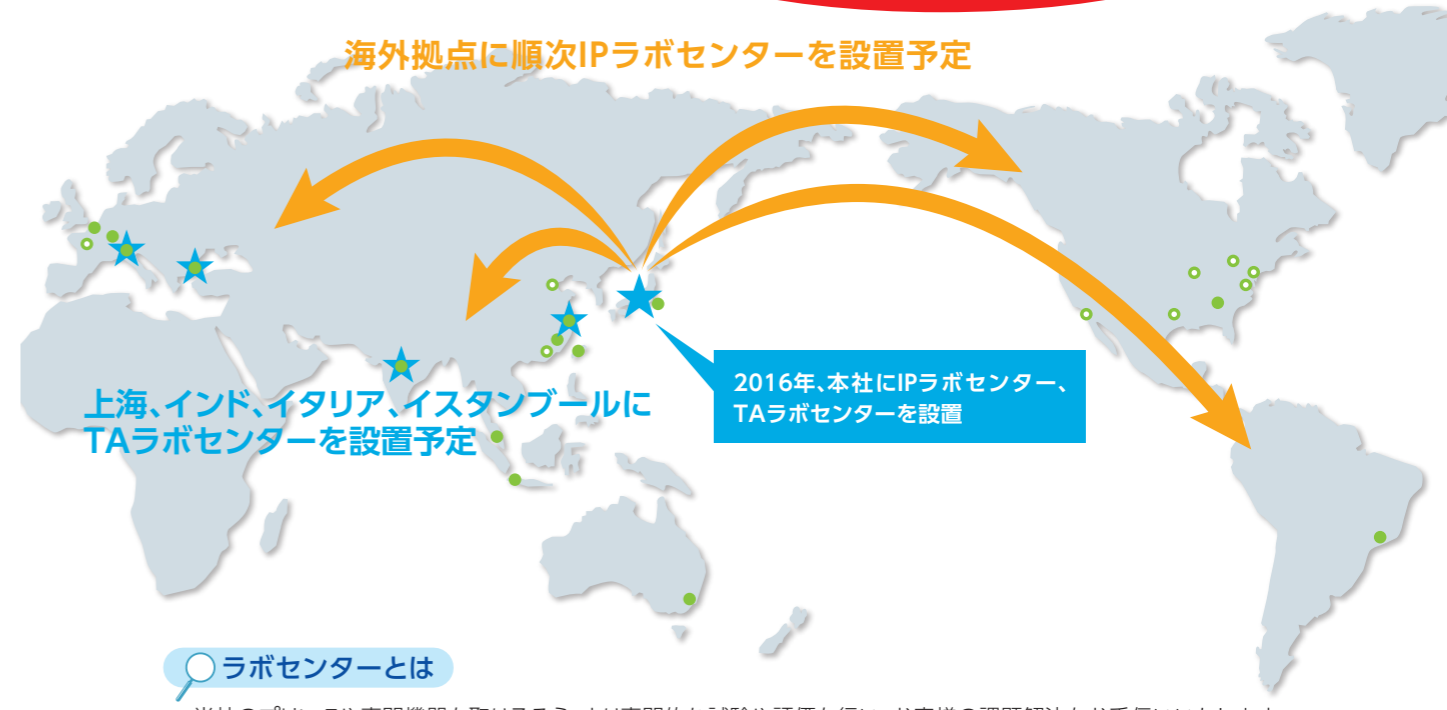 海外拠点に順次IPラボセンターを設置予定
上海、インド、イタリア、イスタンブールに
TAラボセンターを設置予定
2016年、本社にIPラボセンター、
TAラボセンターを設置
ラボセンターとは